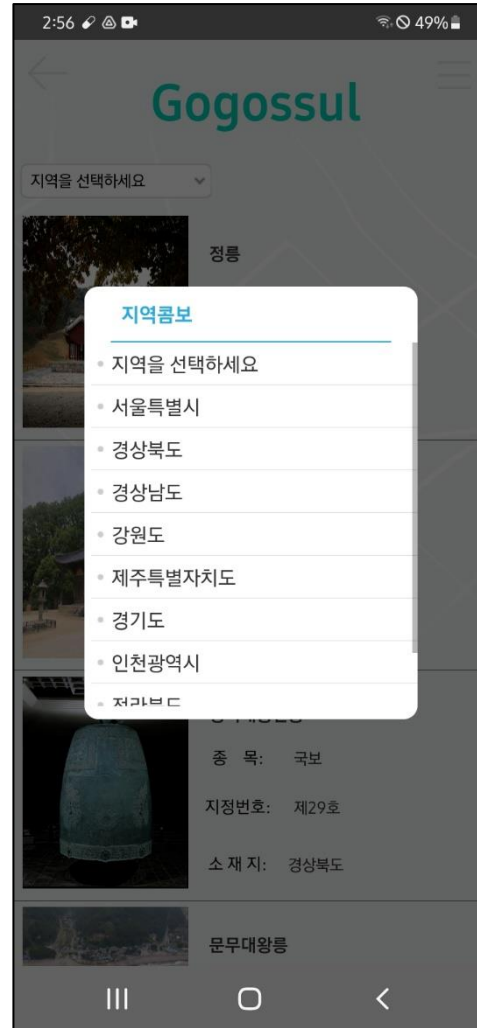 2:56
49%
Gogossul
지역을 선택하세요
정릉
지역콤보
지역을 선택하세요
서울특별시
경상북도
경상남도
강원도
제주특별자치도
경기도
인천광역시
전라북도
종 목: 국보
지정번호: 제29호
소 재 지: 경상북도
문무대왕릉